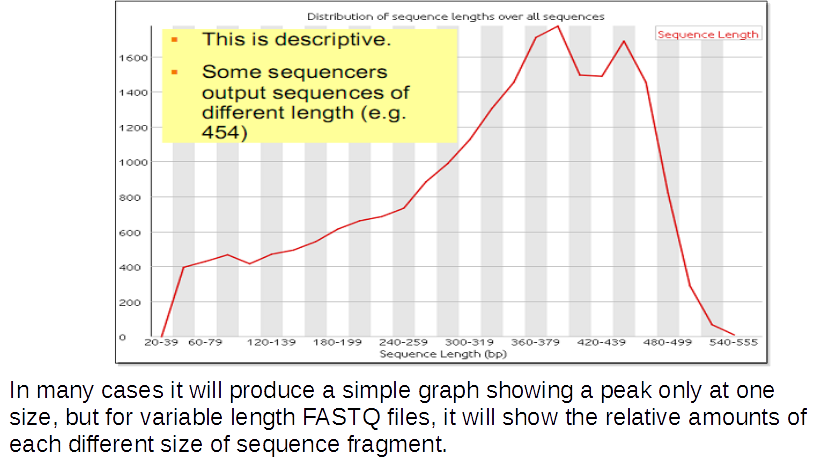 Distribution of sequence lengths over all sequences
Sequence Length
▪ This is descriptive.
▪ Some sequencers
output sequences of
different length (e.g.
454)
1600
1400
1200
1000
800
600
400
200
0
20-39 60-79 120-139 180-199 240-259 300-319 360-379 420-439 480-499 540-555
Sequence Length (bp)
In many cases it will produce a simple graph showing a peak only at one
size, but for variable length FASTQ files, it will show the relative amounts of
each different size of sequence fragment.